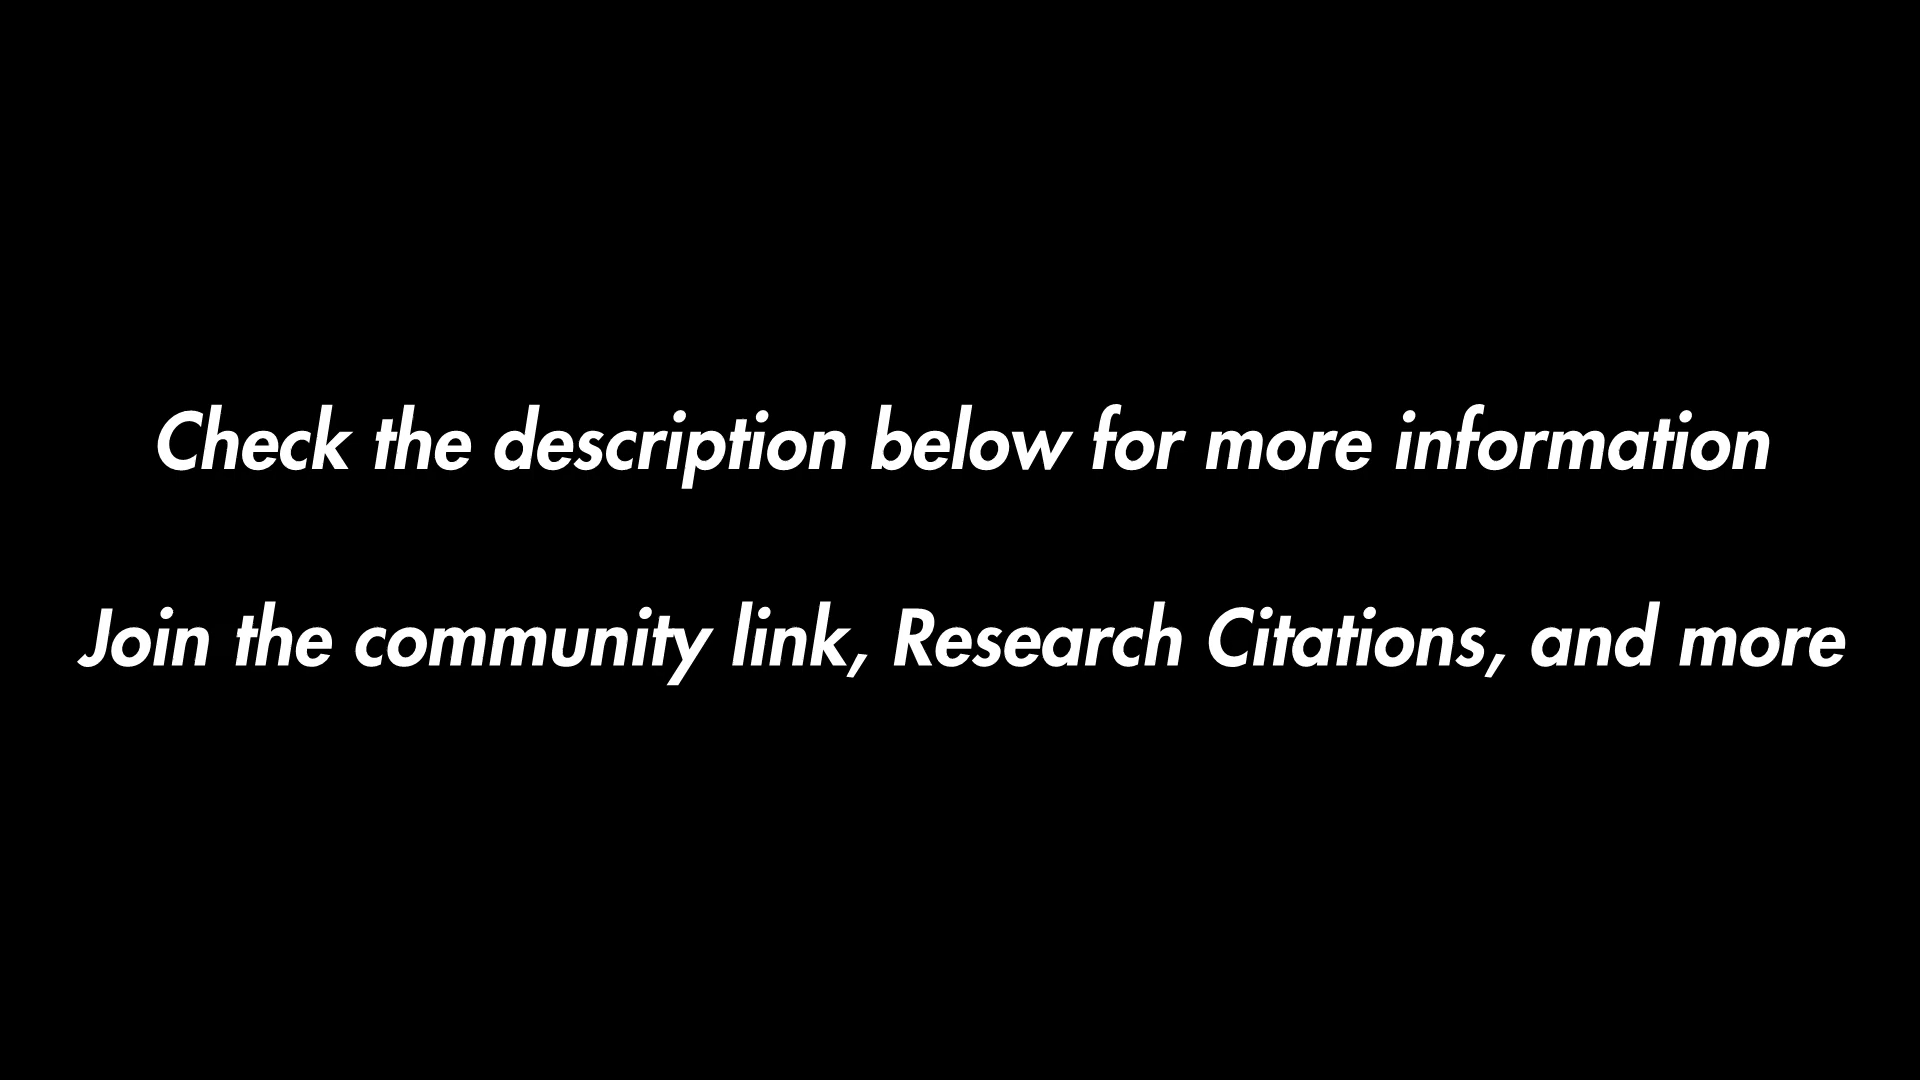 Check the description below for more information
Join the community link, Research Citations, and more